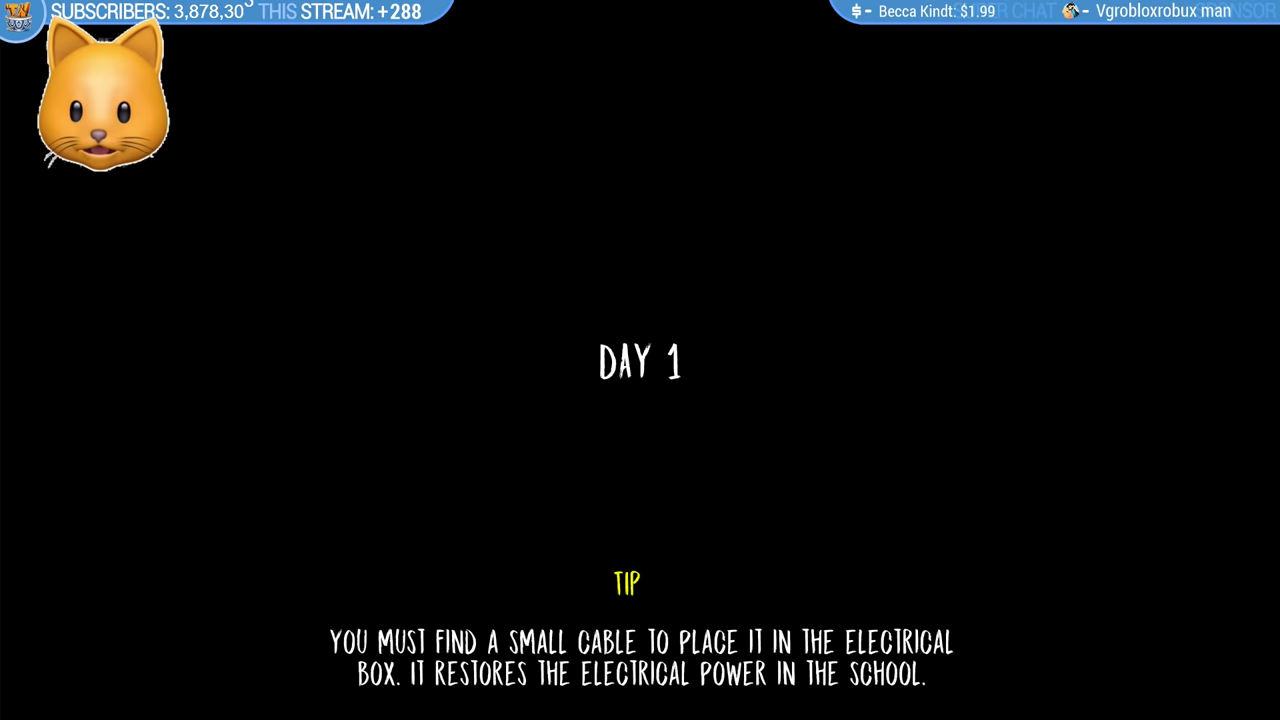 SUBSCRIBERS: 3,878,30 THIS STREAM: +288
$- Becca Kindt: $1.99 CHAT - Vgrobloxrobux man
DAY 1
TIP
YOU MUST FIND A SMALL CABLE TO PLACE IT IN THE ELECTRICAL
BOX. IT RESTORES THE ELECTRICAL POWER IN THE SCHOOL.